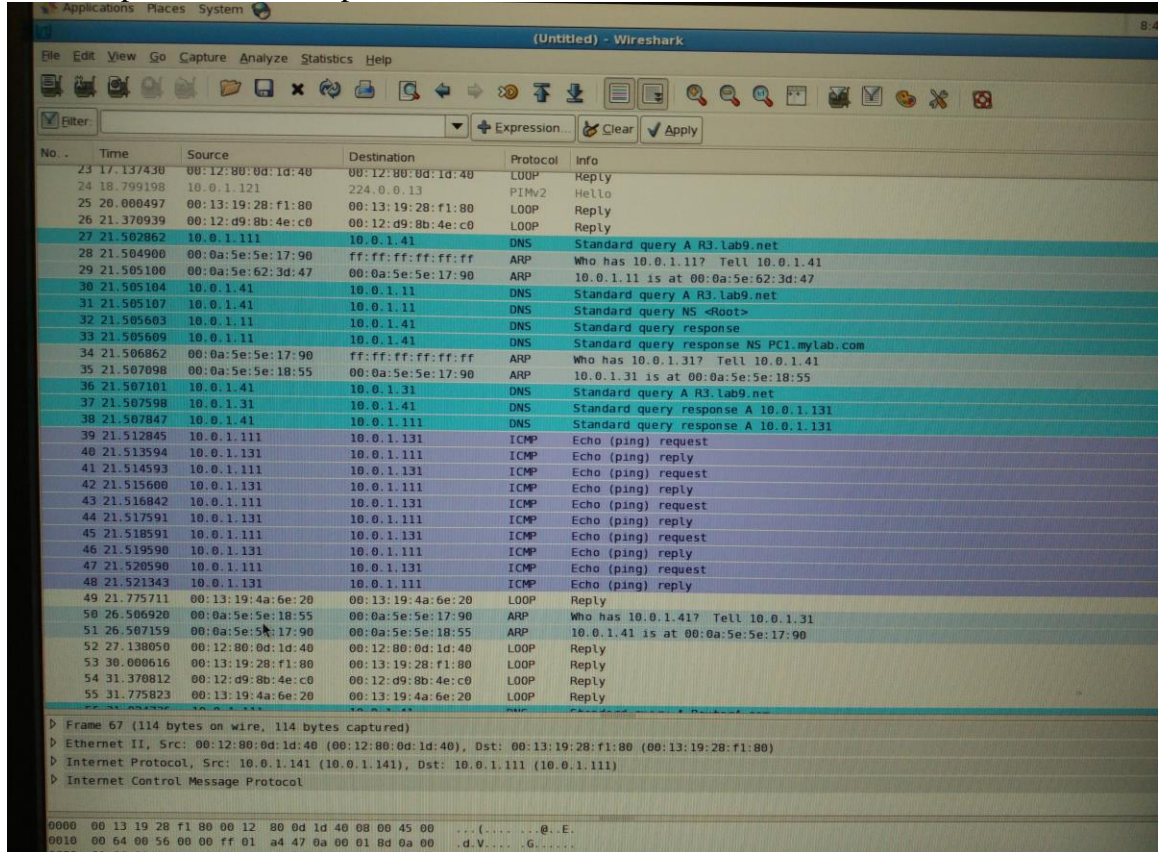 Applications Places System
8:4
(Untitled) - Wireshark
File Edit View Go Capture Analyze Statistics Help
Filter: Expression... Clear Apply
No. . Time Source Destination Protocol Info
23 17.137430 00:12:80:0d:1d:40 00:12:80:0d:1d:40 LOOP Reply
24 18.799198 10.0.1.121 224.0.0.13 PIMv2 Hello
25 20.000497 00:13:19:28:f1:80 00:13:19:28:f1:80 LOOP Reply
26 21.370939 00:12:d9:8b:4e:c0 00:12:d9:8b:4e:c0 LOOP Reply
27 21.502862 10.0.1.111 10.0.1.41 DNS Standard query A R3.lab9.net
28 21.504900 00:0a:5e:5e:17:90 ff:ff:ff:ff:ff:ff ARP Who has 10.0.1.11? Tell 10.0.1.41
29 21.505100 00:0a:5e:62:3d:47 00:0a:5e:5e:17:90 ARP 10.0.1.11 is at 00:0a:5e:62:3d:47
30 21.505104 10.0.1.41 10.0.1.11 DNS Standard query A R3.lab9.net
31 21.505107 10.0.1.41 10.0.1.11 DNS Standard query NS <Root>
32 21.505603 10.0.1.11 10.0.1.41 DNS Standard query response
33 21.505609 10.0.1.11 10.0.1.41 DNS Standard query response NS PC1.mylab.com
34 21.506862 00:0a:5e:5e:17:90 ff:ff:ff:ff:ff:ff ARP Who has 10.0.1.31? Tell 10.0.1.41
35 21.507098 00:0a:5e:5e:18:55 00:0a:5e:5e:17:90 ARP 10.0.1.31 is at 00:0a:5e:5e:18:55
36 21.507101 10.0.1.41 10.0.1.31 DNS Standard query A R3.lab9.net
37 21.507598 10.0.1.31 10.0.1.41 DNS Standard query response A 10.0.1.131
38 21.507847 10.0.1.41 10.0.1.111 DNS Standard query response A 10.0.1.131
39 21.512845 10.0.1.111 10.0.1.131 ICMP Echo (ping) request
40 21.513594 10.0.1.131 10.0.1.111 ICMP Echo (ping) reply
41 21.514593 10.0.1.111 10.0.1.131 ICMP Echo (ping) request
42 21.515600 10.0.1.131 10.0.1.111 ICMP Echo (ping) reply
43 21.516842 10.0.1.111 10.0.1.131 ICMP Echo (ping) request
44 21.517591 10.0.1.131 10.0.1.111 ICMP Echo (ping) reply
45 21.518591 10.0.1.111 10.0.1.131 ICMP Echo (ping) request
46 21.519590 10.0.1.131 10.0.1.111 ICMP Echo (ping) reply
47 21.520590 10.0.1.111 10.0.1.131 ICMP Echo (ping) request
48 21.521343 10.0.1.131 10.0.1.111 ICMP Echo (ping) reply
49 21.775711 00:13:19:4a:6e:20 00:13:19:4a:6e:20 LOOP Reply
50 26.506920 00:0a:5e:5e:18:55 00:0a:5e:5e:17:90 ARP Who has 10.0.1.41? Tell 10.0.1.31
51 26.507159 00:0a:5e:5e:17:90 00:0a:5e:5e:18:55 ARP 10.0.1.41 is at 00:0a:5e:5e:17:90
52 27.138050 00:12:80:0d:1d:40 00:12:80:0d:1d:40 LOOP Reply
53 30.000616 00:13:19:28:f1:80 00:13:19:28:f1:80 LOOP Reply
54 31.370812 00:12:d9:8b:4e:c0 00:12:d9:8b:4e:c0 LOOP Reply
55 31.775823 00:13:19:4a:6e:20 00:13:19:4a:6e:20 LOOP Reply
Frame 67 (114 bytes on wire, 114 bytes captured)
Ethernet II, Src: 00:12:80:0d:1d:40 (00:12:80:0d:1d:40), Dst: 00:13:19:28:f1:80 (00:13:19:28:f1:80)
Internet Protocol, Src: 10.0.1.141 (10.0.1.141), Dst: 10.0.1.111 (10.0.1.111)
Internet Control Message Protocol
0000 00 13 19 28 f1 80 00 12 80 0d 1d 40 08 00 45 00 ...(.... ...@..E.
0010 00 64 00 56 00 00 ff 01 a4 47 0a 00 01 8d 0a 00 .d.V.... .G......